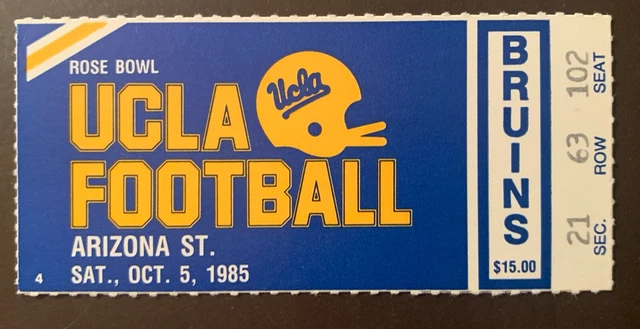 ROSE BOWL
UCLA
Ucla
FOOTBALL
ARIZONA ST.
SAT., OCT. 5, 1985
4
BRUINS
$15.00
102
SEAT
63
ROW
21
SEC.